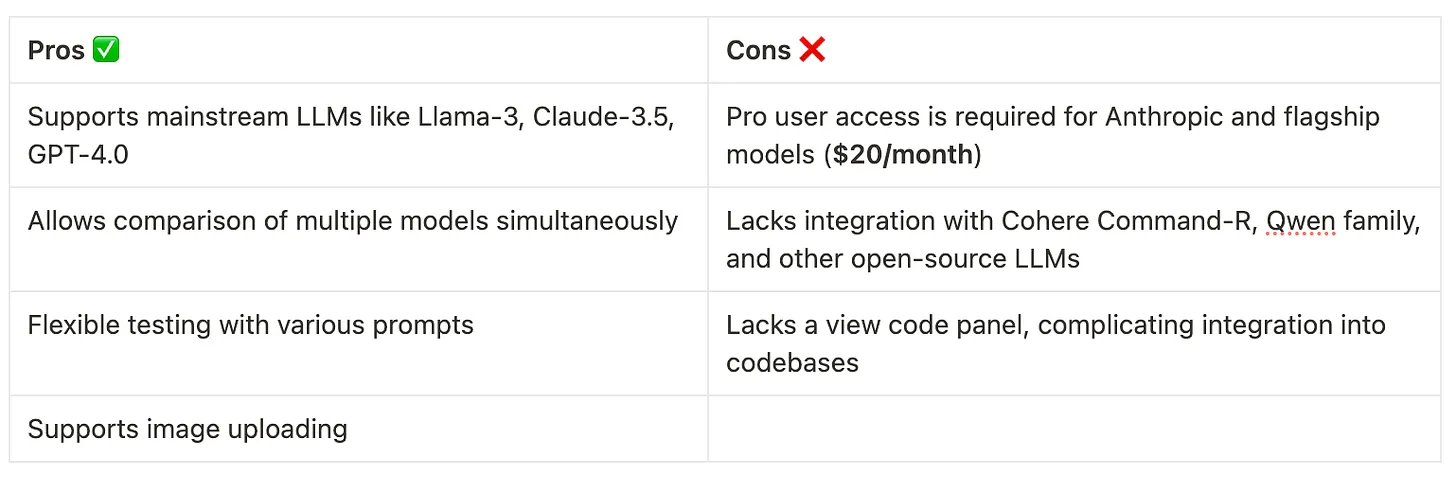 Pros ✅
Cons ❌
Supports mainstream LLMs like Llama-3, Claude-3.5,
GPT-4.0
Pro user access is required for Anthropic and flagship
models ($20/month)
Allows comparison of multiple models simultaneously
Lacks integration with Cohere Command-R, Qwen family,
and other open-source LLMs
Flexible testing with various prompts
Lacks a view code panel, complicating integration into
codebases
Supports image uploading